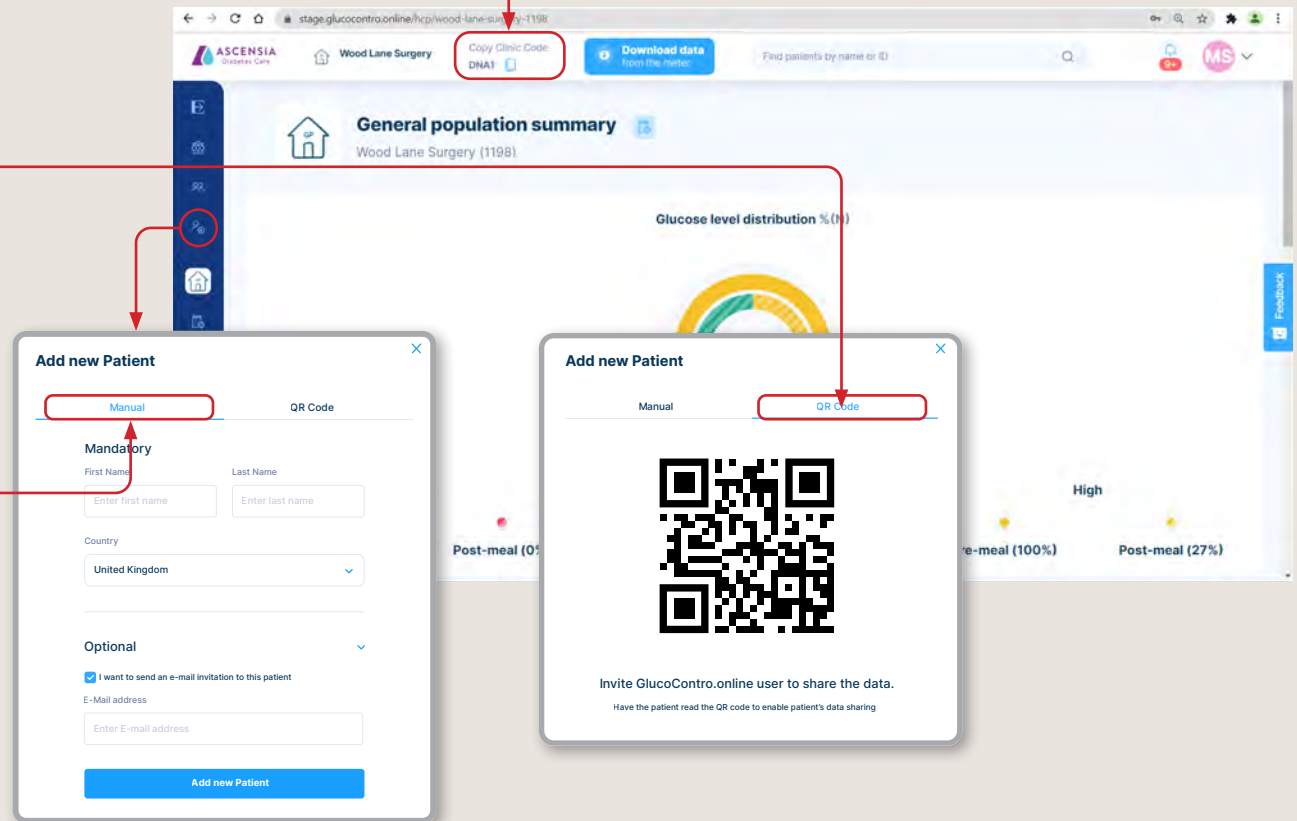 stage.glucocontro.online/hcp/wood-lane-surgery-1198
ASCENSIA
Diabetes Care
Wood Lane Surgery
Copy Clinic Code
DNA1
Download data
from the meter
Find patients by name or ID
9+
MS
GP
General population summary
Wood Lane Surgery (1198)
Glucose level distribution %(N)
Feedback
High
Post-meal (0%
e-meal (100%)
Post-meal (27%)
Add new Patient
Manual
QR Code
Mandatory
First Name
Last Name
Enter first name
Enter last name
Country
United Kingdom
Optional
I want to send an e-mail invitation to this patient
E-Mail address
Enter E-mail address
Add new Patient
Add new Patient
Manual
QR Code
Invite GlucoContro.online user to share the data.
Have the patient read the QR code to enable patient's data sharing